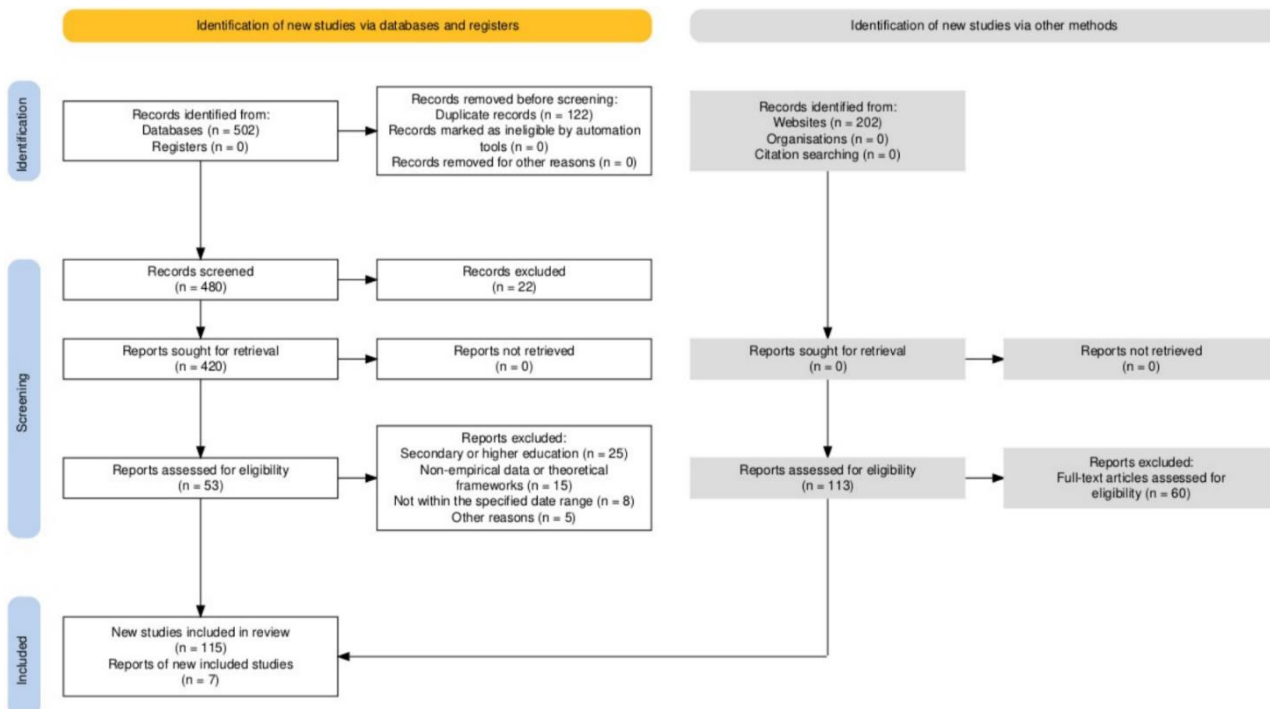 Identification of new studies via databases and registers
Identification of new studies via other methods
Identification
Records identified from:
Databases (n = 502)
Registers (n = 0)
Records removed before screening:
Duplicate records (n = 122)
Records marked as ineligible by automation
tools (n = 0)
Records removed for other reasons (n = 0)
Records identified from:
Websites (n = 202)
Organisations (n = 0)
Citation searching (n = 0)
Screening
Records screened
(n = 480)
Records excluded
(n = 22)
Reports sought for retrieval
(n = 420)
Reports not retrieved
(n = 0)
Reports sought for retrieval
(n = 0)
Reports not retrieved
(n = 0)
Reports assessed for eligibility
(n = 53)
Reports excluded:
Secondary or higher education (n = 25)
Non-empirical data or theoretical
frameworks (n = 15)
Not within the specified date range (n = 8)
Other reasons (n = 5)
Reports assessed for eligibility
(n = 113)
Reports excluded:
Full-text articles assessed for
eligibility (n = 60)
Included
New studies included in review
(n = 115)
Reports of new included studies
(n = 7)